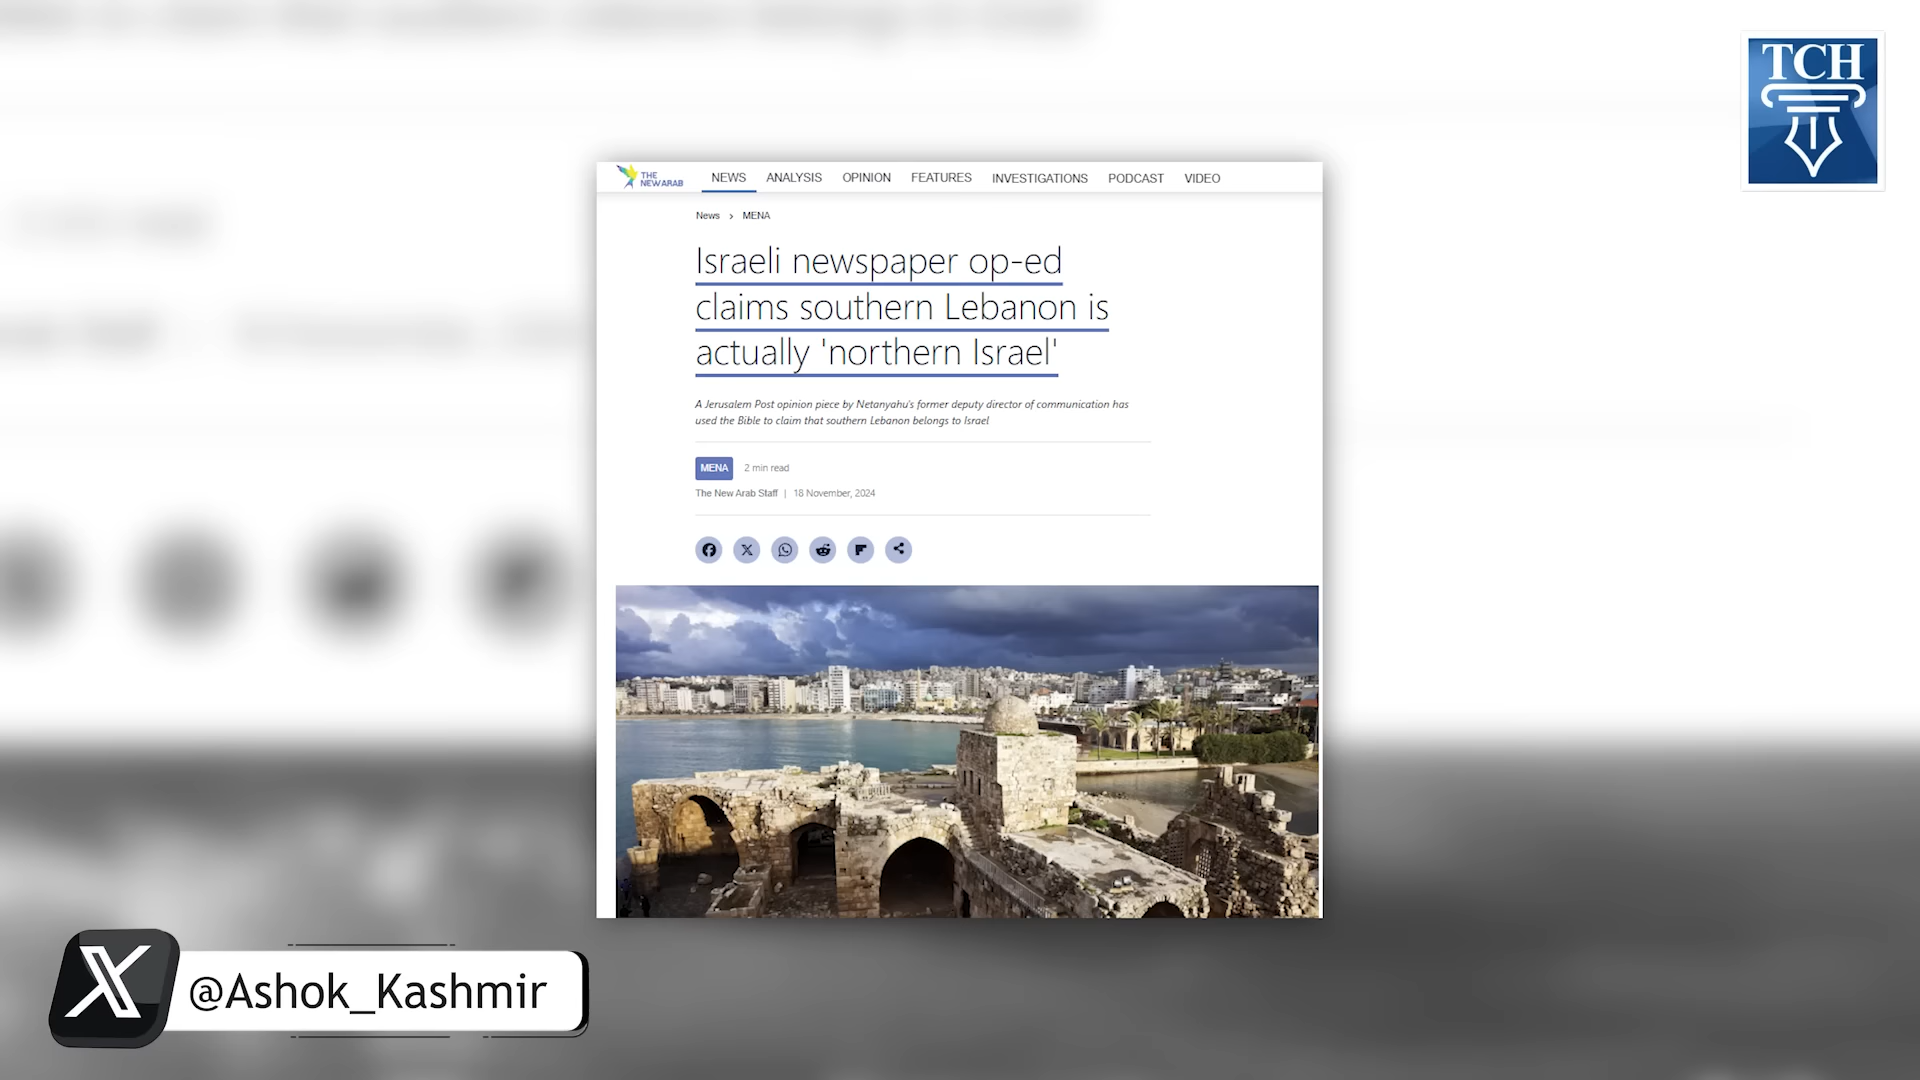 TCH
THE
NEWARAB
NEWS ANALYSIS OPINION FEATURES INVESTIGATIONS PODCAST VIDEO
News › MENA
Israeli newspaper op-ed
claims southern Lebanon is
actually 'northern Israel'
A Jerusalem Post opinion piece by Netanyahu's former deputy director of communication has
used the Bible to claim that southern Lebanon belongs to Israel
MENA 2 min read
The New Arab Staff | 18 November, 2024
@Ashok_Kashmir